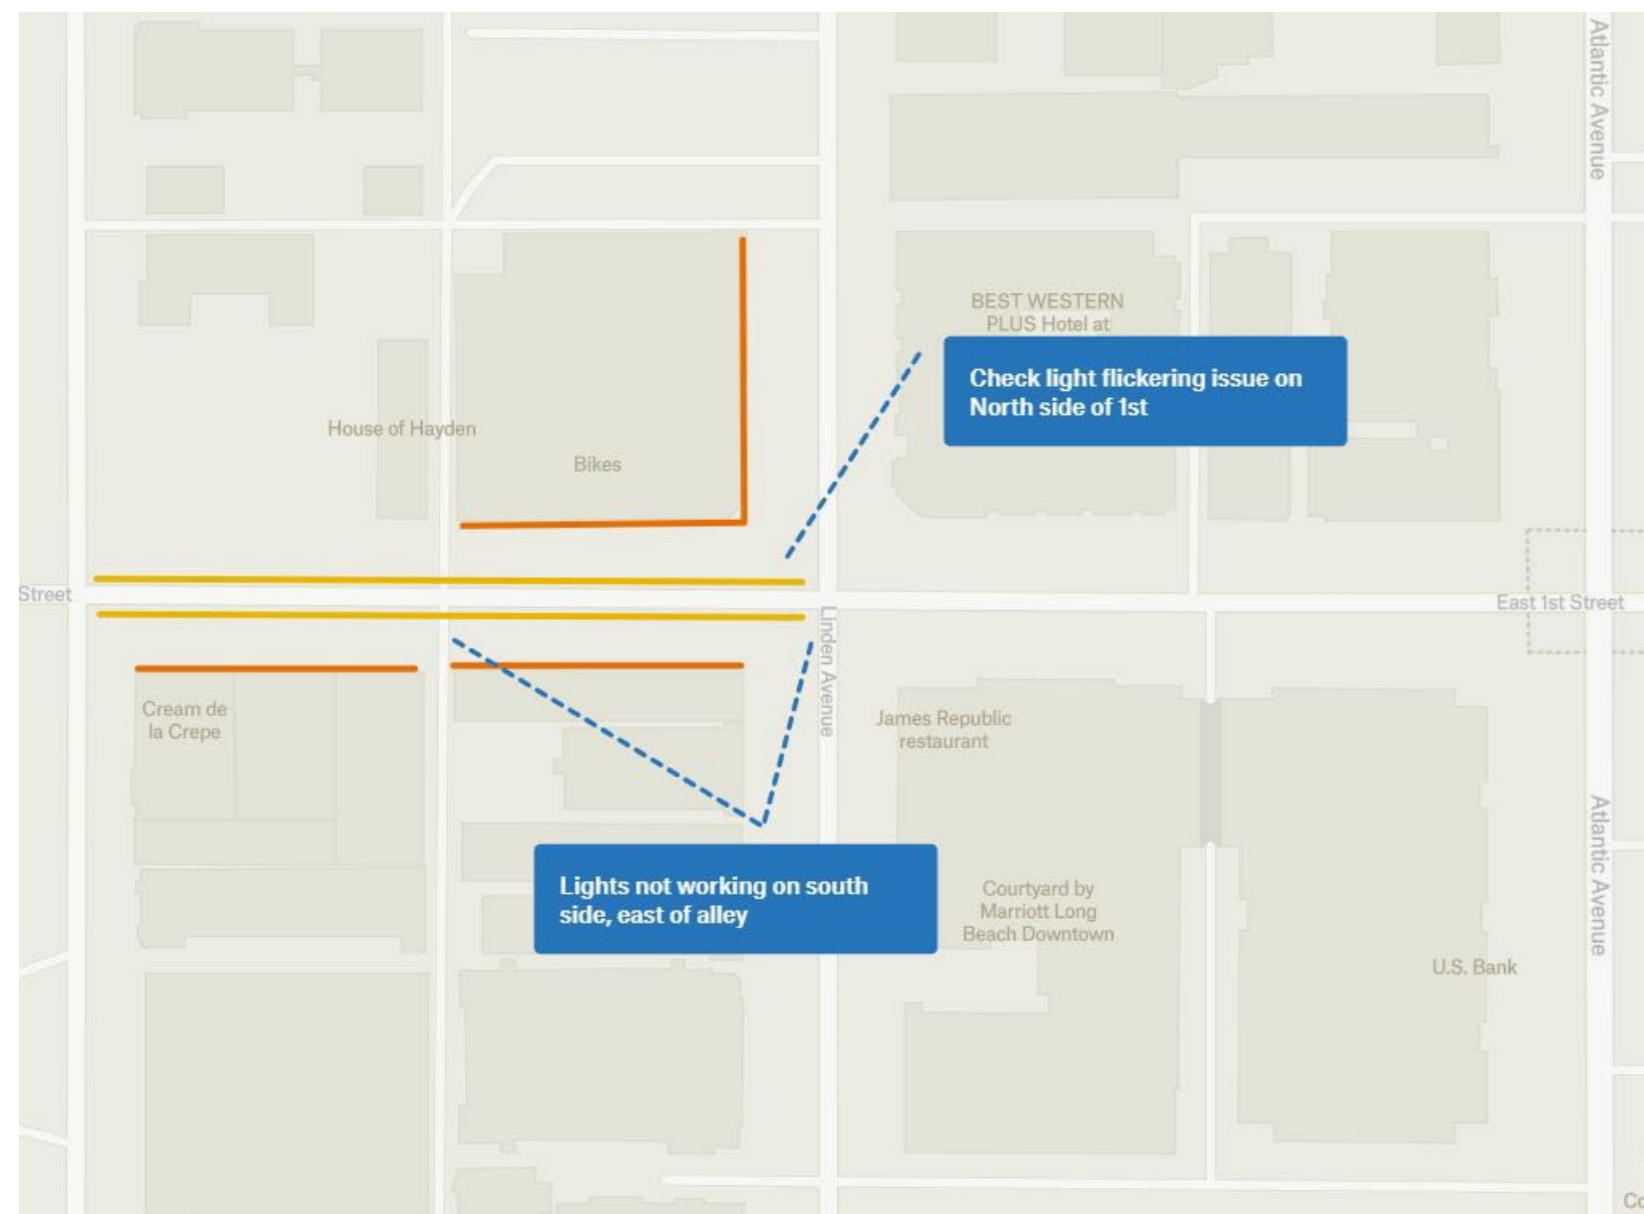 Atlantic Avenue
BEST WESTERN
PLUS Hotel at
Check light flickering issue on
North side of 1st
House of Hayden
Bikes
Street
East 1st Street
Linden Avenue
Cream de
la Crepe
James Republic
restaurant
Atlantic Avenue
Lights not working on south
side, east of alley
Courtyard by
Marriott Long
Beach Downtown
U.S. Bank